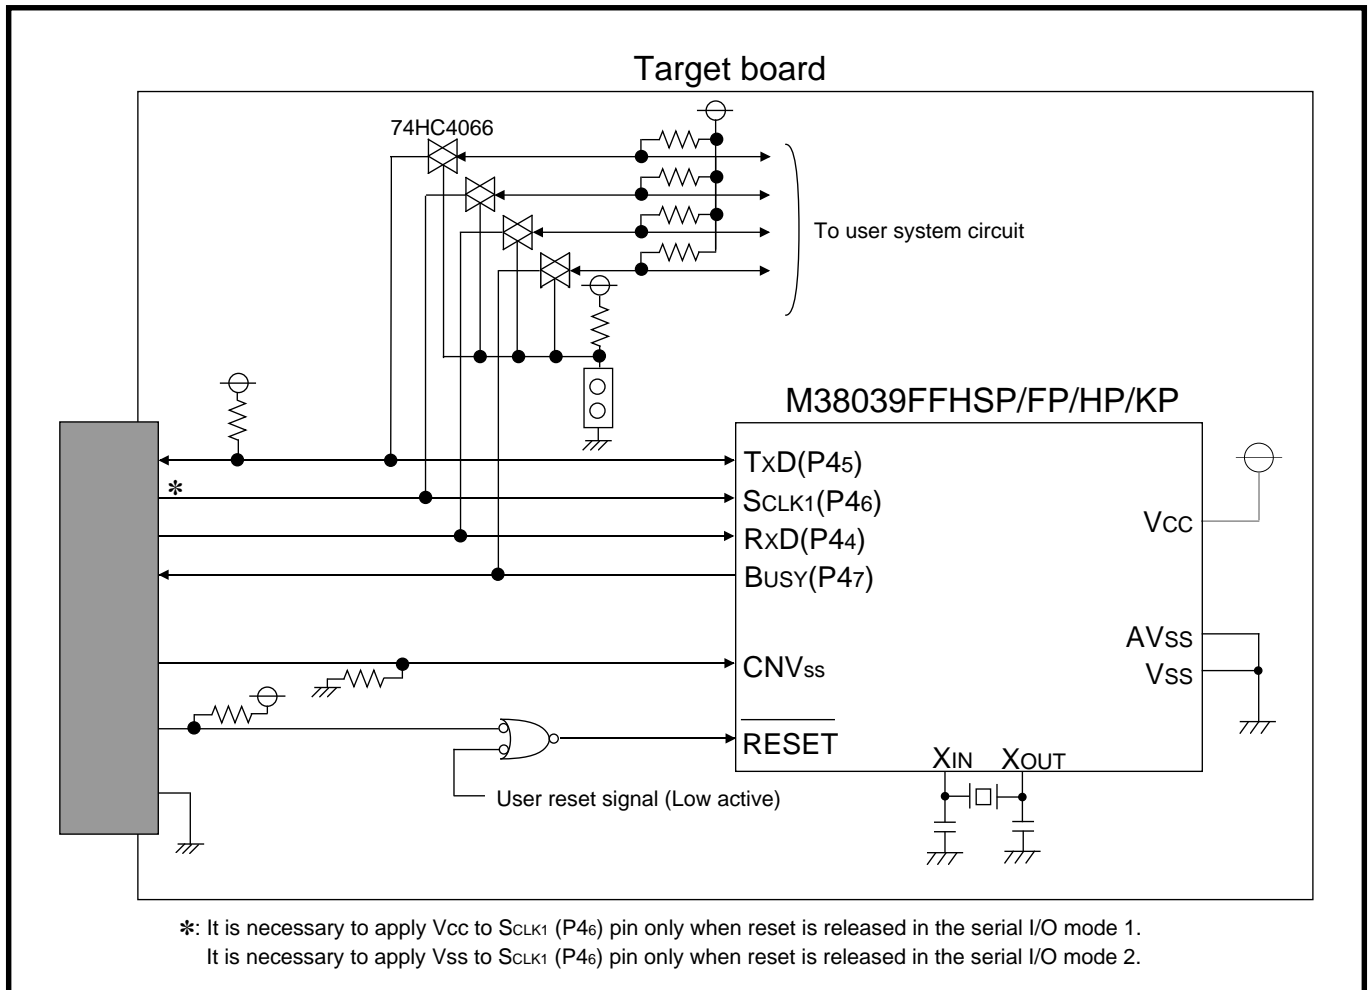 Target board
74HC4066
To user system circuit
M38039FFHSP/FP/HP/KP
TXD(P45)
*
SCLK1(P46)
VCC
RXD(P44)
BUSY(P47)
AVSS
CNVss
VSS
RESET
XIN XOUT
User reset signal (Low active)
*: It is necessary to apply Vcc to SCLK1 (P46) pin only when reset is released in the serial I/O mode 1.
It is necessary to apply Vss to SCLK1 (P46) pin only when reset is released in the serial I/O mode 2.